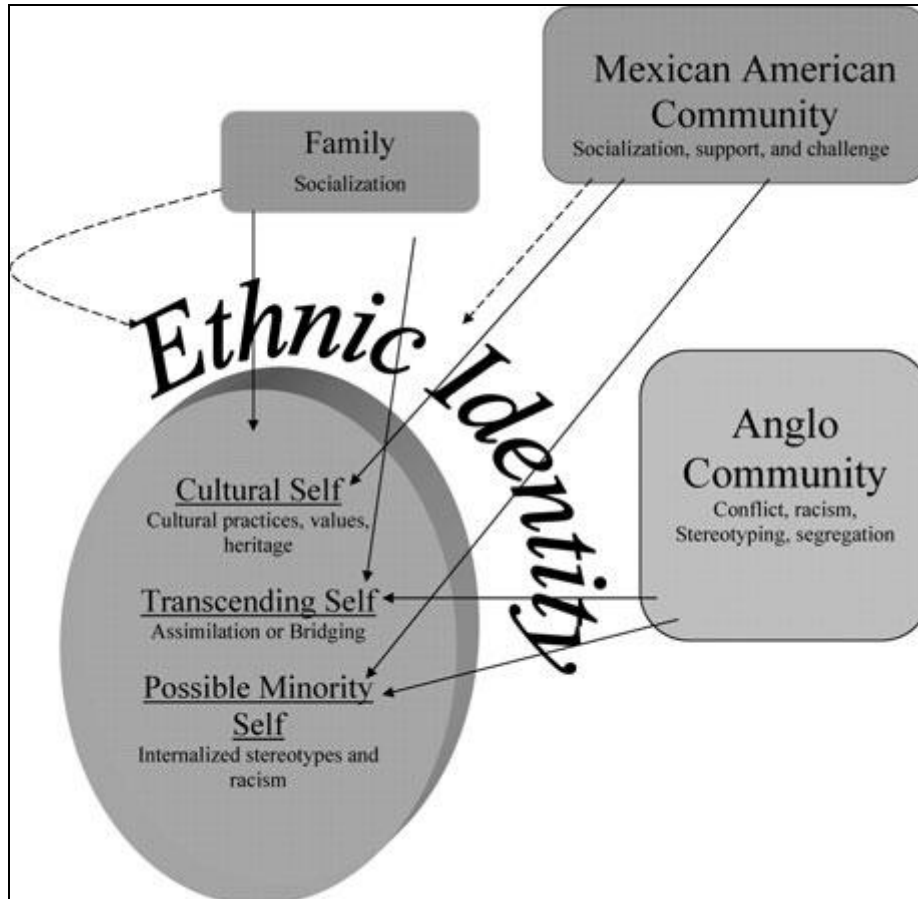 Mexican American
Community
Socialization, support, and challenge
Family
Socialization
Ethnic Identity
Anglo
Community
Conflict, racism,
Stereotyping, segregation
Cultural Self
Cultural practices, values,
heritage
Transcending Self
Assimilation or Bridging
Possible Minority
Self
Internalized stereotypes and
racism